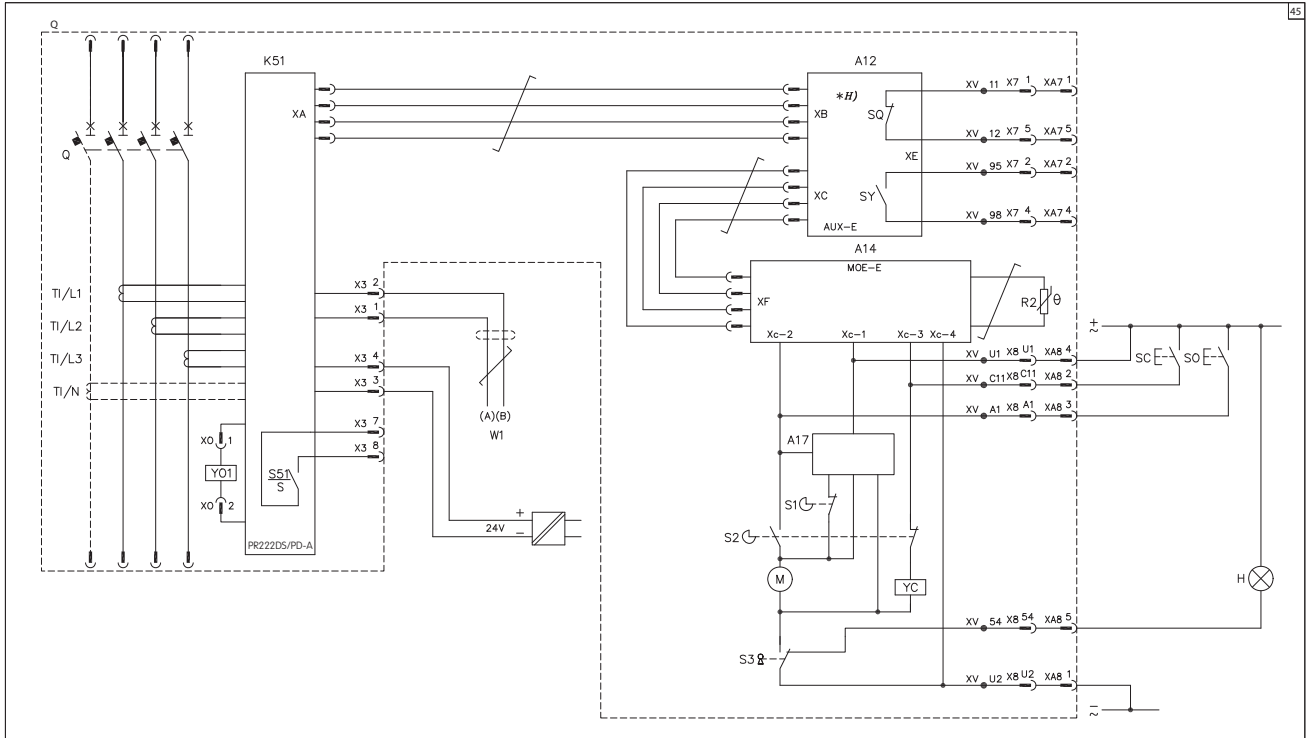 45
Q
K51
A12
XA
*H)
XB
SQ
XE
XV 11 X7 1 XA7 1
XV 12 X7 5 XA7 5
XV 95 X7 2 XA7 2
XC
SY
XV 98 X7 4 XA7 4
AUX-E
Q
A14
MOE-E
XF
R2 θ
TI/L1
TI/L2
TI/L3
TI/N
X3 2
X3 1
X3 4
X3 3
X3 7
X3 8
(A)(B)
W1
Xc-2 Xc-1 Xc-3 Xc-4
+
~
XV U1 X8 U1 XA8 4
XV C11 X8 C11 XA8 2
XV A1 X8 A1 XA8 3
SC
SO
X0 1
YO1
X0 2
S51
S
PR222DS/PD-A
+
24V
−
A17
S1
S2
M
YC
H
XV 54 X8 54 XA8 5
S3
XV U2 X8 U2 XA8 1
−
~